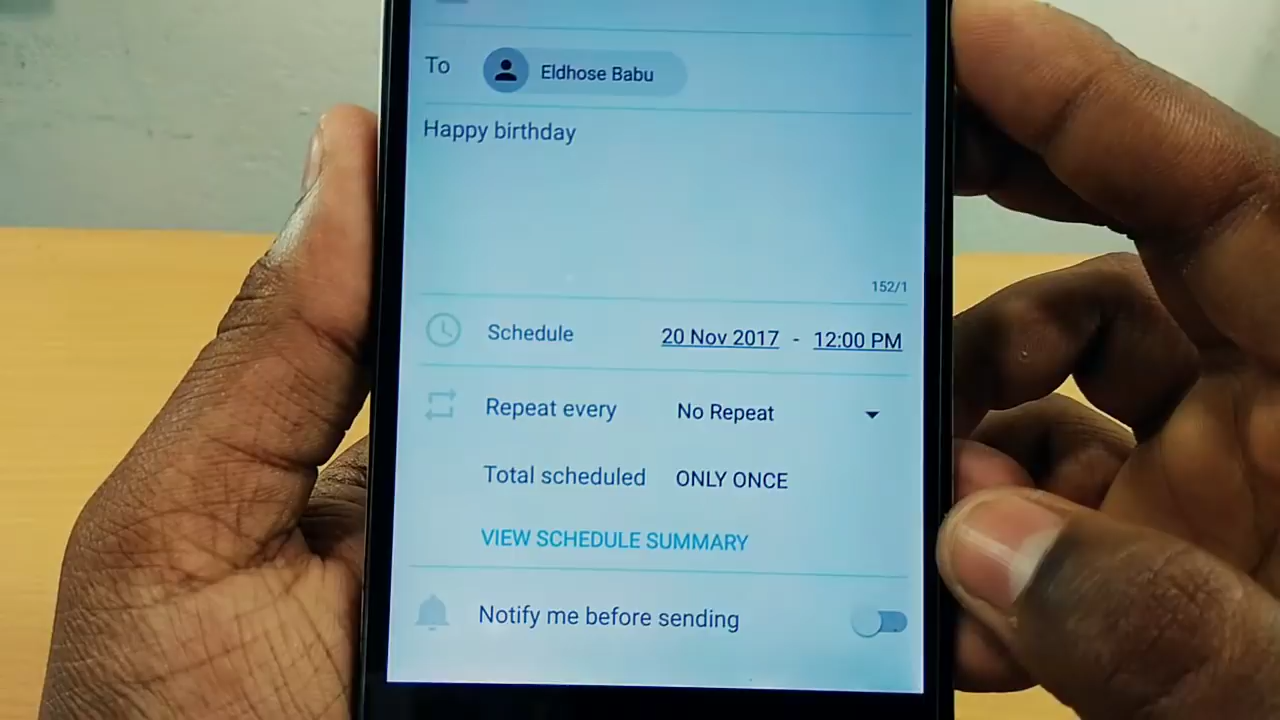 To Eldhose Babu
Happy birthday
152/1
Schedule 20 Nov 2017 - 12:00 PM
Repeat every No Repeat
Total scheduled ONLY ONCE
VIEW SCHEDULE SUMMARY
Notify me before sending